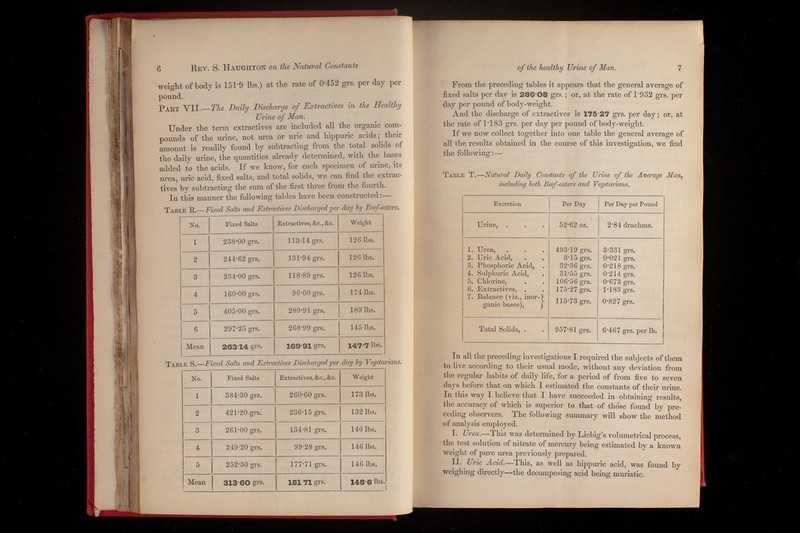 6 REV. S. HAUGHTON on the Natural Constants
weight of body is 151·9 lbs.) at the rate of 0·452 grs. per day per
pound.
PART VII.—The Daily Discharge of Extractives in the Healthy
Urine of Man.
Under the term extractives are included all the organic com-
pounds of the urine, not urea or uric and hippuric acids; their
amount is readily found by subtracting from the total solids of
the daily urine, the quantities already determined, with the bases
added to the acids. If we know, for each specimen of urine, its
urea, uric acid, fixed salts, and total solids, we can find the extrac-
tives by subtracting the sum of the first three from the fourth.
In this manner the following tables have been constructed:—
TABLE R.—Fixed Salts and Extractives Discharged per day by Beef-eaters.
No. Fixed Salts Extractives, &c., &c. Weight
1 238·00 grs. 113·14 grs. 126 lbs.
2 244·62 grs. 131·94 grs. 126 lbs.
3 234·00 grs. 118·89 grs. 126 lbs.
4 160·00 grs. 96·60 grs. 174 lbs.
5 405·00 grs. 289·91 grs. 189 lbs.
6 297·25 grs. 268·99 grs. 145 lbs.
Mean 263·14 grs. 169·91 grs. 147·7 lbs.
TABLE S.—Fixed Salts and Extractives Discharged per day by Vegetarians.
No. Fixed Salts Extractives, &c., &c. Weight
1 384·30 grs. 260·60 grs. 173 lbs.
2 421·20 grs. 236·15 grs. 132 lbs.
3 261·00 grs. 134·81 grs. 146 lbs.
4 249·20 grs. 99·28 grs. 146 lbs.
5 252·30 grs. 177·71 grs. 146 lbs.
Mean 313·60 grs. 181·71 grs. 148·6 lbs.
of the healthy Urine of Man. 7
From the preceding tables it appears that the general average of
fixed salts per day is 286·08 grs.; or, at the rate of 1·932 grs. per
day per pound of body-weight.
And the discharge of extractives is 175·27 grs. per day; or, at
the rate of 1·183 grs. per day per pound of body-weight.
If we now collect together into one table the general average of
all the results obtained in the course of this investigation, we find
the following:—
TABLE T.—Natural Daily Constants of the Urine of the Average Man,
including both Beef-eaters and Vegetarians.
Excretion Per Day Per Day per Pound
Urine, . . . 52·62 oz. 2·84 drachms.
1. Urea, . . . 493·19 grs. 3·331 grs.
2. Uric Acid, . . 3·15 grs. 0·021 grs.
3. Phosphoric Acid, . 32·36 grs. 0·218 grs.
4. Sulphuric Acid, . 31·55 grs. 0·214 grs.
5. Chlorine, . . 106·56 grs. 0·673 grs.
6. Extractives, . . 175·27 grs. 1·183 grs.
7. Balance (viz., inor-
ganic bases), } 115·73 grs. 0·827 grs.
Total Solids, . . 957·81 grs. 6·467 grs. per lb.
In all the preceding investigations I required the subjects of them
to live according to their usual mode, without any deviation from
the regular habits of daily life, for a period of from five to seven
days before that on which I estimated the constants of their urine.
In this way I believe that I have succeeded in obtaining results,
the accuracy of which is superior to that of those found by pre-
ceding observers. The following summary will show the method
of analysis employed.
I. Urea.—This was determined by Liebig's volumetrical process,
the test solution of nitrate of mercury being estimated by a known
weight of pure urea previously prepared.
II. Uric Acid.—This, as well as hippuric acid, was found by
weighing directly—the decomposing acid being muriatic.